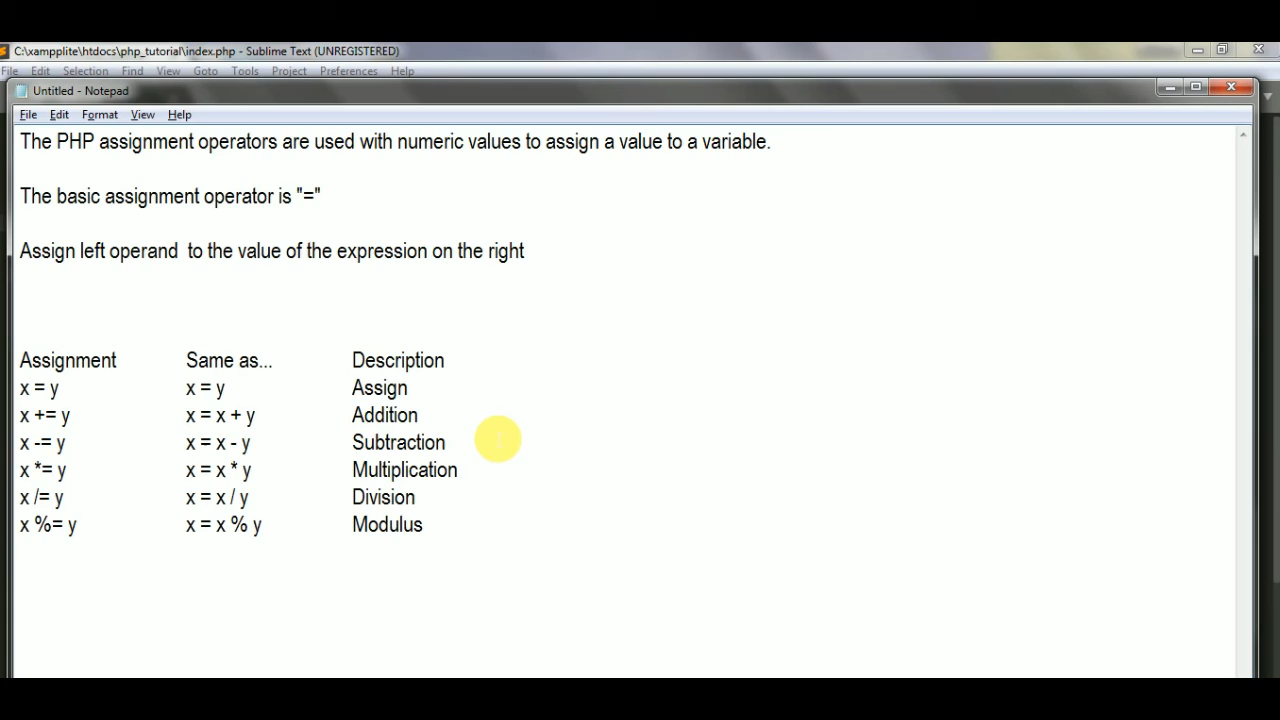 C:\xampplite\htdocs\php_tutorial\index.php - Sublime Text (UNREGISTERED)
File Edit Selection Find View Goto Tools Project Preferences Help
Untitled - Notepad
File Edit Format View Help
The PHP assignment operators are used with numeric values to assign a value to a variable.
The basic assignment operator is "="
Assign left operand  to the value of the expression on the right
Assignment Same as... Description
x = y x = y Assign
x += y x = x + y Addition
x -= y x = x - y Subtraction
x *= y x = x * y Multiplication
x /= y x = x / y Division
x %= y x = x % y Modulus